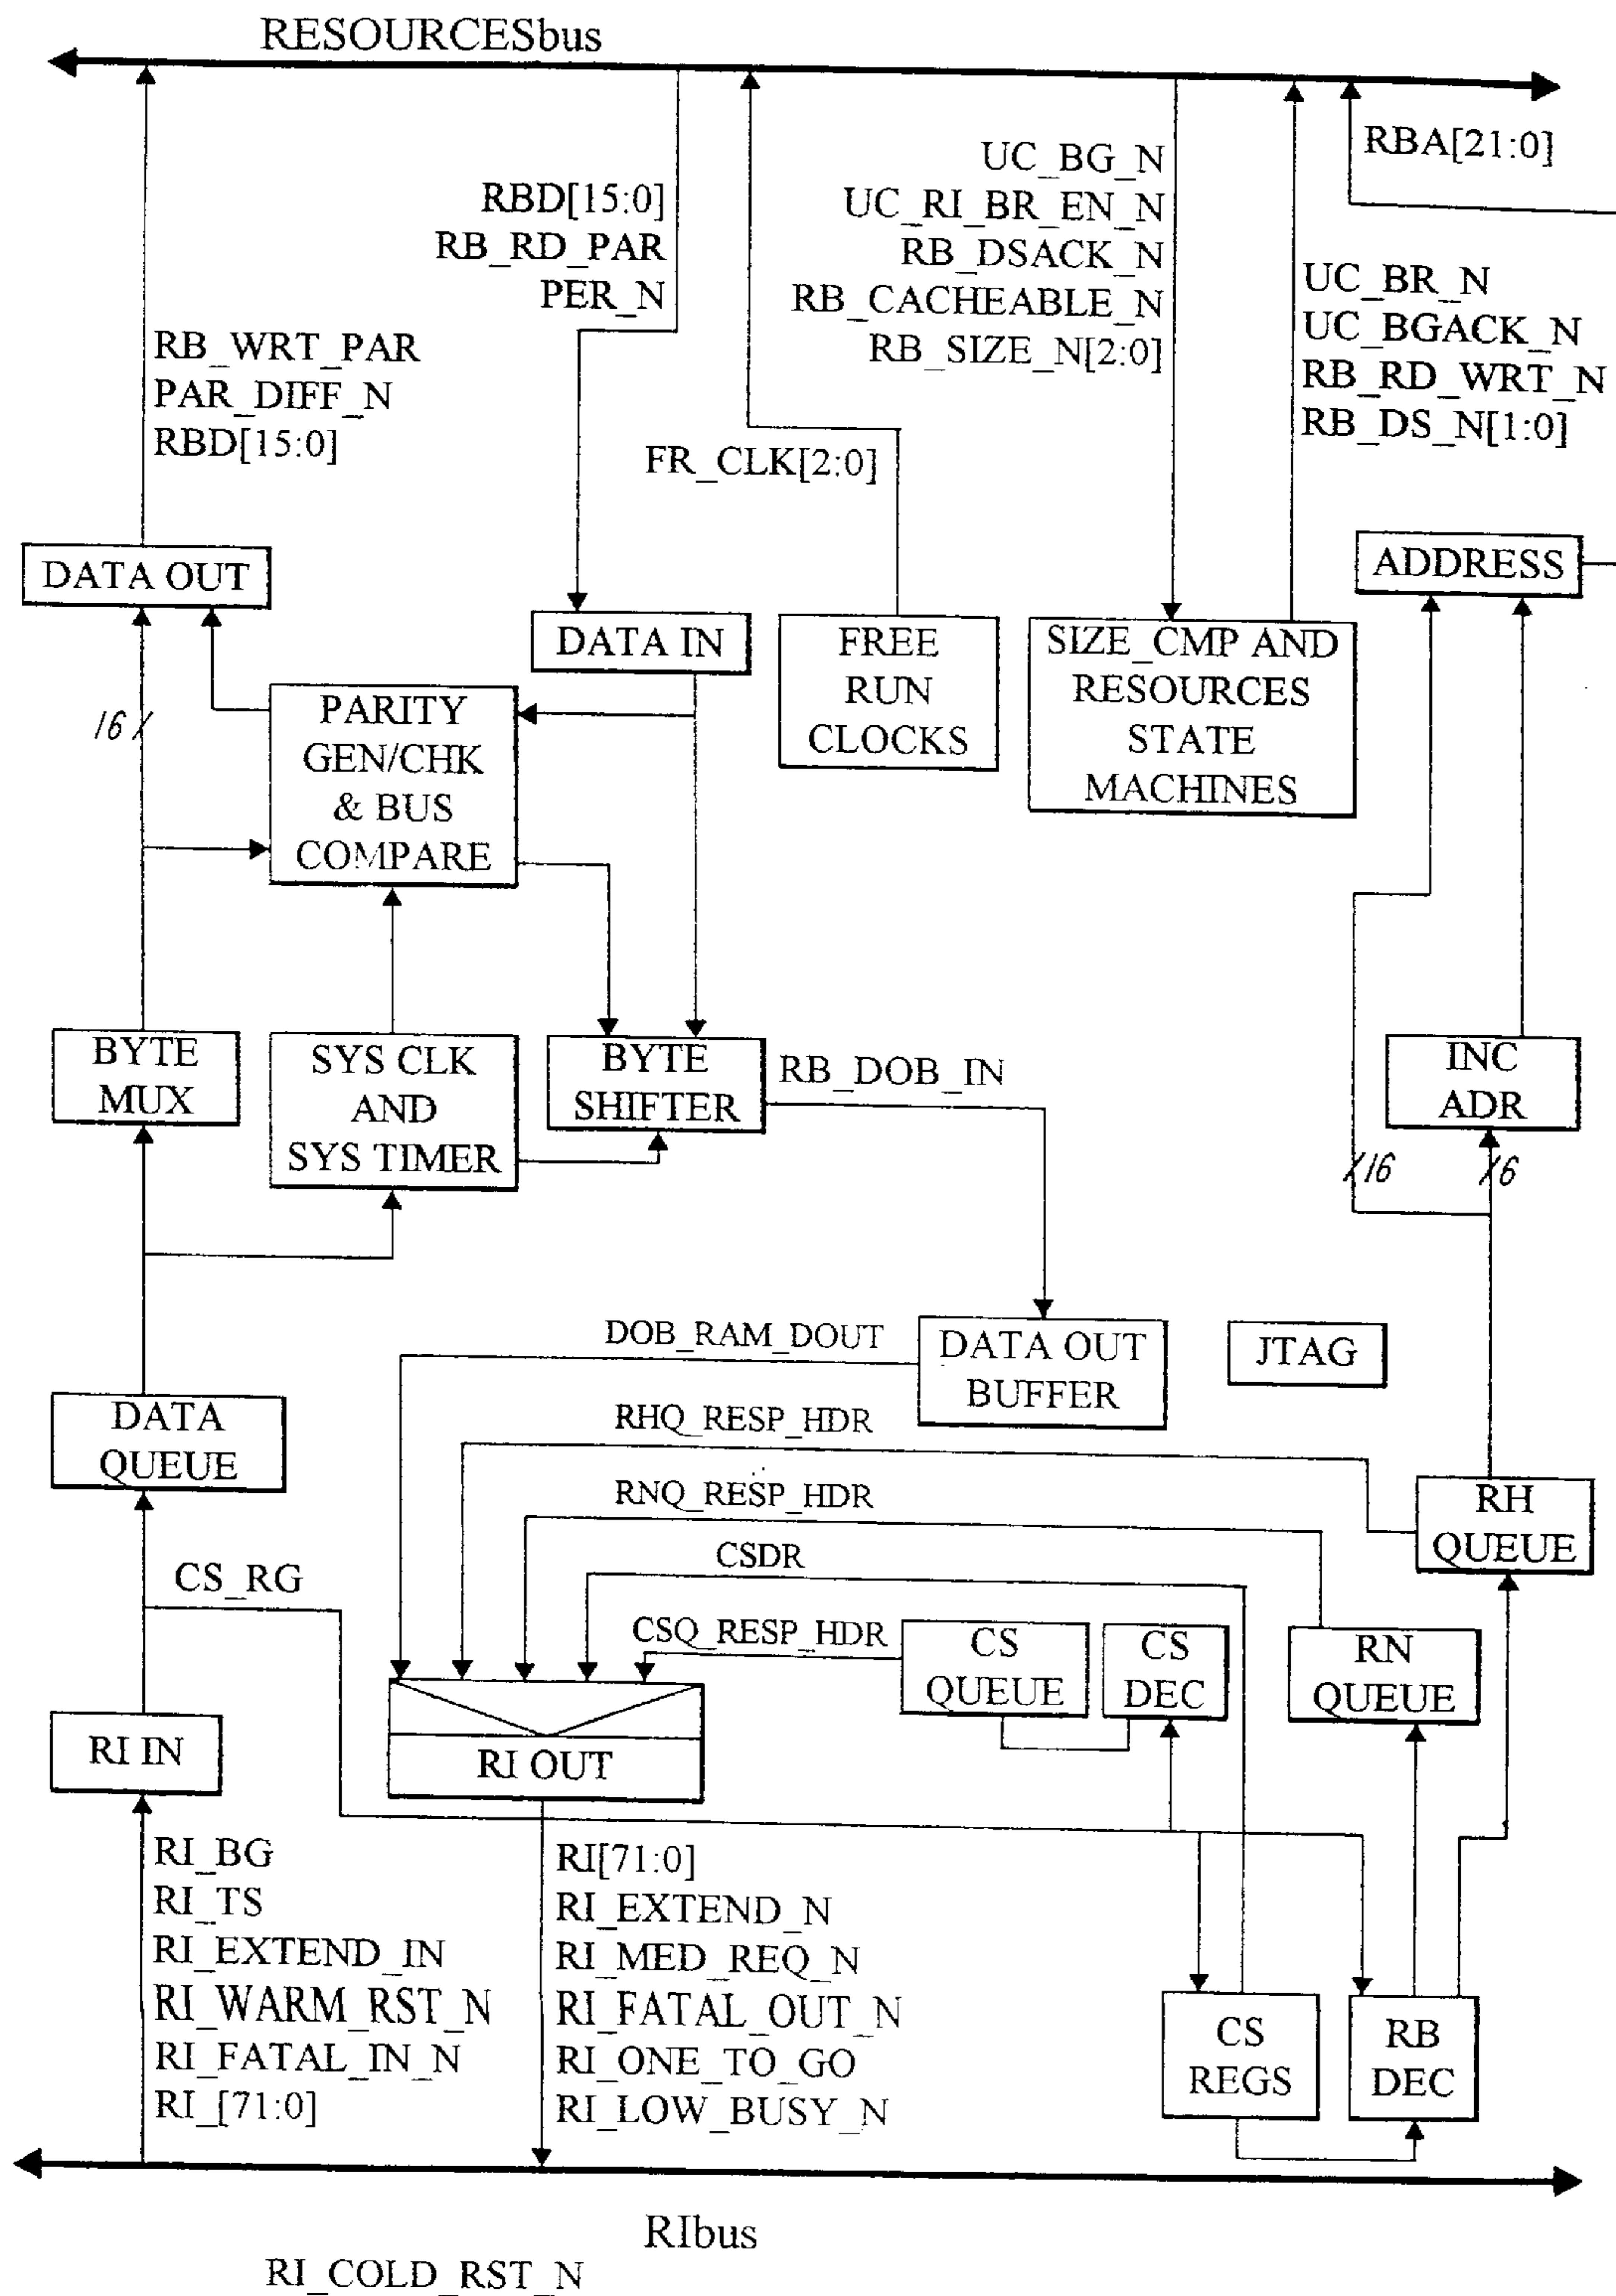 RESOURCESbus
RBA[21:0]
UC_BG_N
UC_RI_BR_EN_N
RB_DSACK_N
RB_CACHEABLE_N
RB_SIZE_N[2:0]
RBD[15:0]
RB_RD_PAR
PER_N
UC_BR_N
UC_BGACK_N
RB_RD_WRT_N
RB_DS_N[1:0]
RB_WRT_PAR
PAR_DIFF_N
RBD[15:0]
FR_CLK[2:0]
DATA OUT
ADDRESS
DATA IN
FREE
RUN
CLOCKS
SIZE_CMP AND
RESOURCES
STATE
MACHINES
16
PARITY
GEN/CHK
& BUS
COMPARE
BYTE
MUX
SYS CLK
AND
SYS TIMER
BYTE
SHIFTER
RB_DOB_IN
INC
ADR
16
6
DOB_RAM_DOUT
DATA OUT
BUFFER
JTAG
DATA
QUEUE
RHQ_RESP_HDR
RNQ_RESP_HDR
RH
QUEUE
CSDR
CS_RG
CSQ_RESP_HDR
CS
QUEUE
CS
DEC
RN
QUEUE
RI IN
RI OUT
RI_BG
RI_TS
RI_EXTEND_IN
RI_WARM_RST_N
RI_FATAL_IN_N
RI_[71:0]
RI[71:0]
RI_EXTEND_N
RI_MED_REQ_N
RI_FATAL_OUT_N
RI_ONE_TO_GO
RI_LOW_BUSY_N
CS
REGS
RB
DEC
RIbus
RI_COLD_RST_N